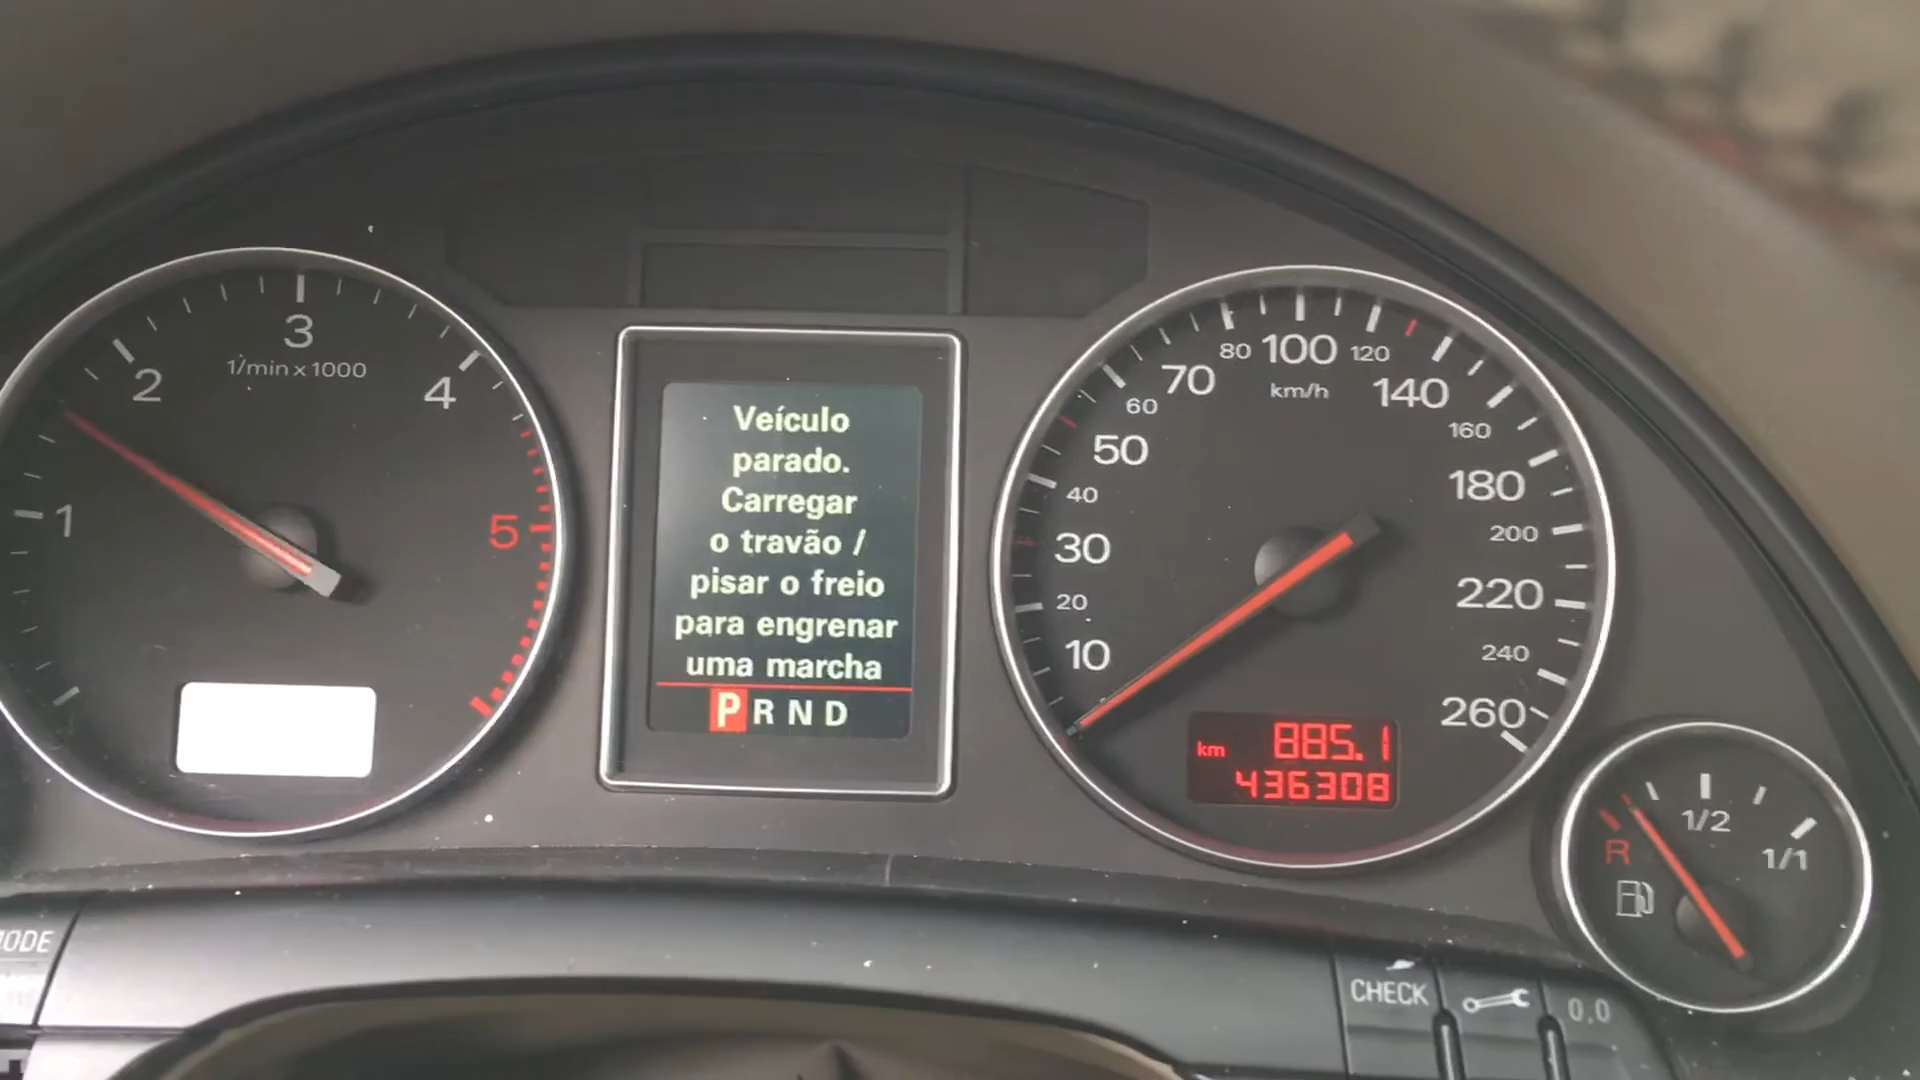 1
2
3
4
5
1/min x 1000
Veículo
parado.
Carregar
o travão /
pisar o freio
para engrenar
uma marcha
P R N D
10
20
30
40
50
60
70
80
100
120
140
160
180
200
220
240
260
km/h
km 885.1
436308
R
1/2
1/1
CHECK
0.0